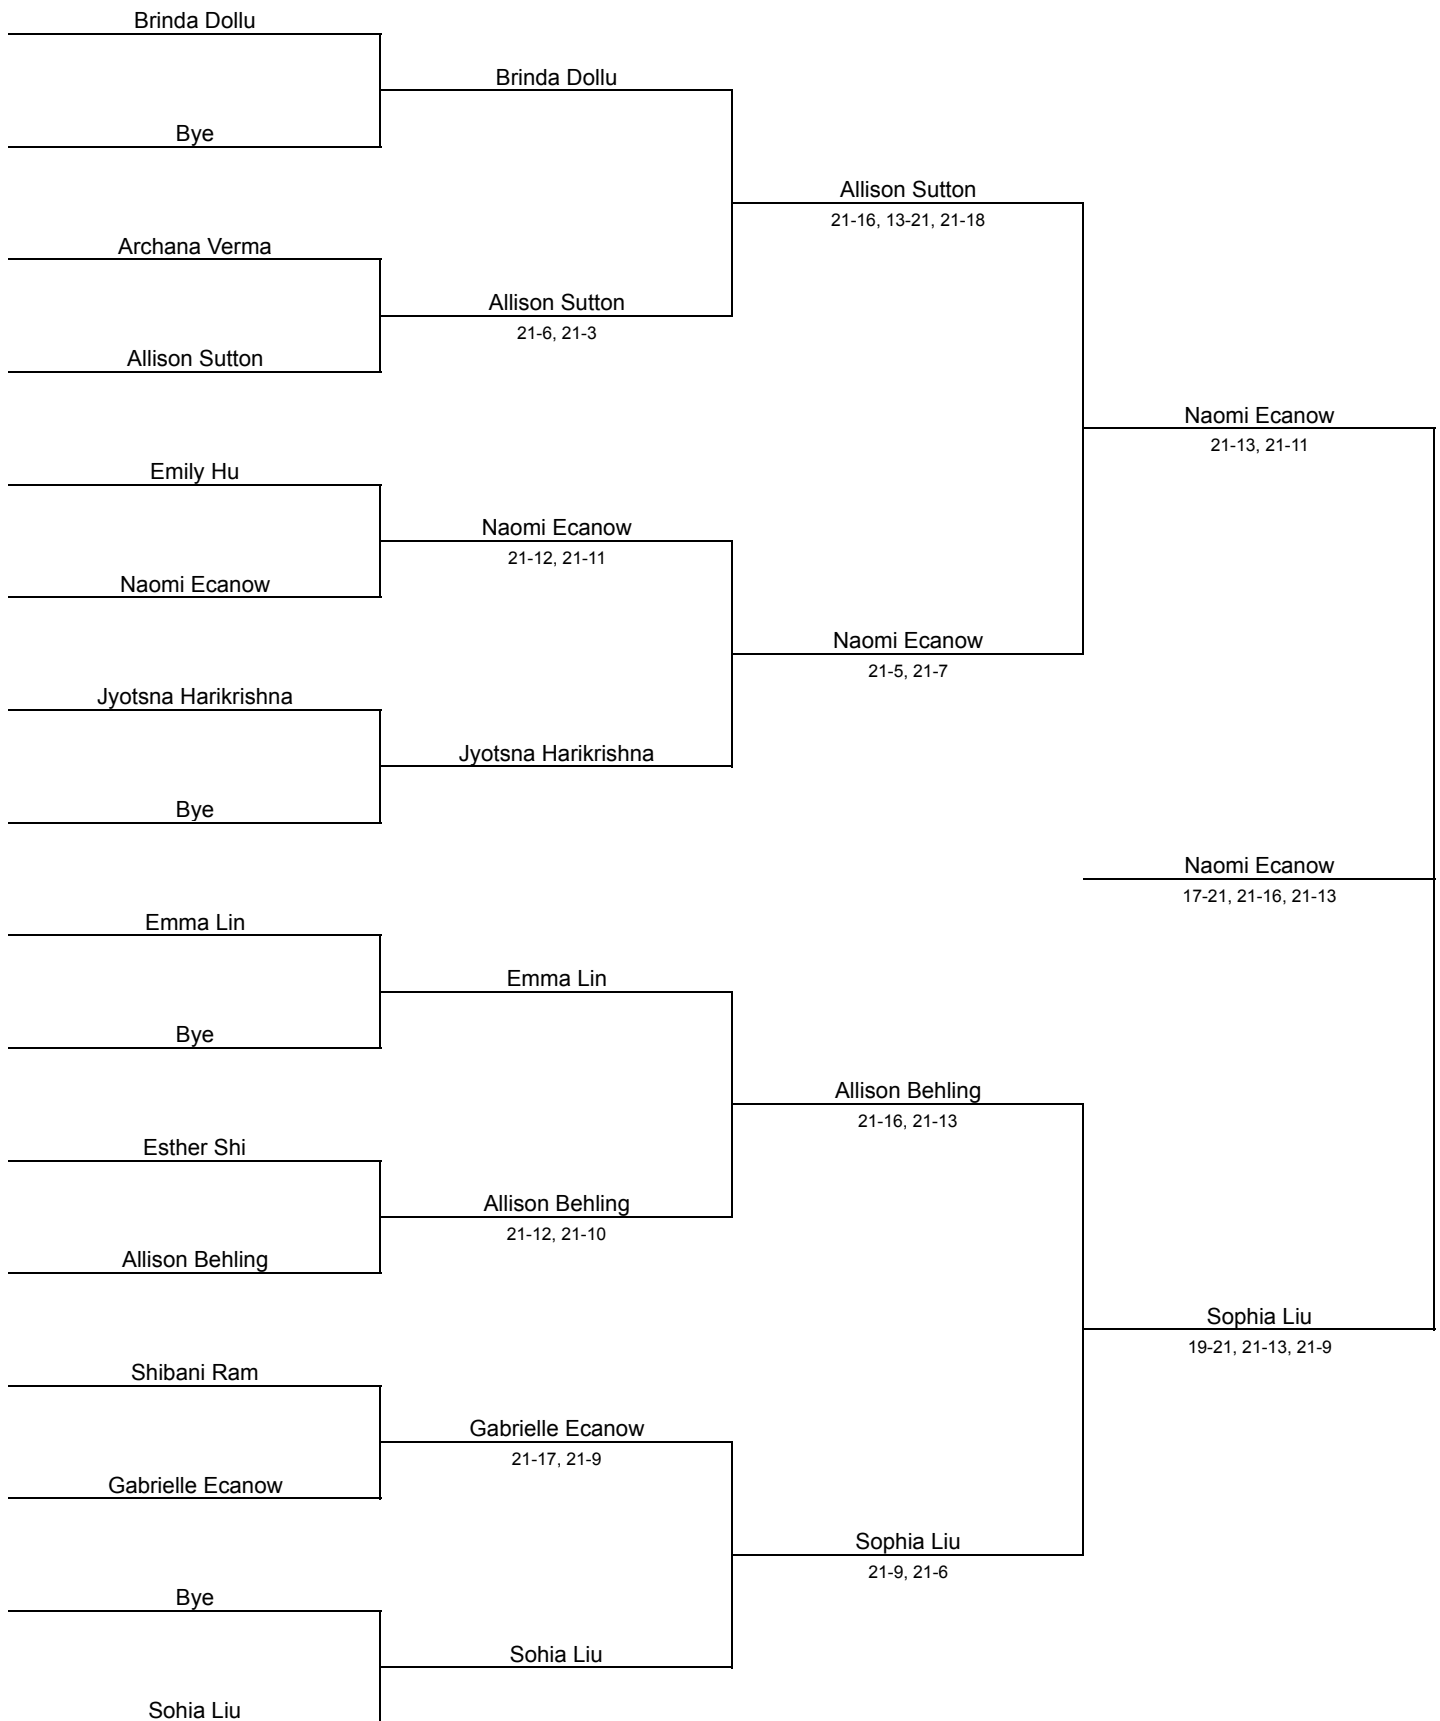 Brinda Dollu
Brinda Dollu
Bye
Allison Sutton
21-16, 13-21, 21-18
Archana Verma
Allison Sutton
21-6, 21-3
Allison Sutton
Naomi Ecanow
21-13, 21-11
Emily Hu
Naomi Ecanow
21-12, 21-11
Naomi Ecanow
Naomi Ecanow
21-5, 21-7
Jyotsna Harikrishna
Jyotsna Harikrishna
Bye
Naomi Ecanow
17-21, 21-16, 21-13
Emma Lin
Emma Lin
Bye
Allison Behling
21-16, 21-13
Esther Shi
Allison Behling
21-12, 21-10
Allison Behling
Sophia Liu
19-21, 21-13, 21-9
Shibani Ram
Gabrielle Ecanow
21-17, 21-9
Gabrielle Ecanow
Sophia Liu
21-9, 21-6
Bye
Sohia Liu
Sohia Liu